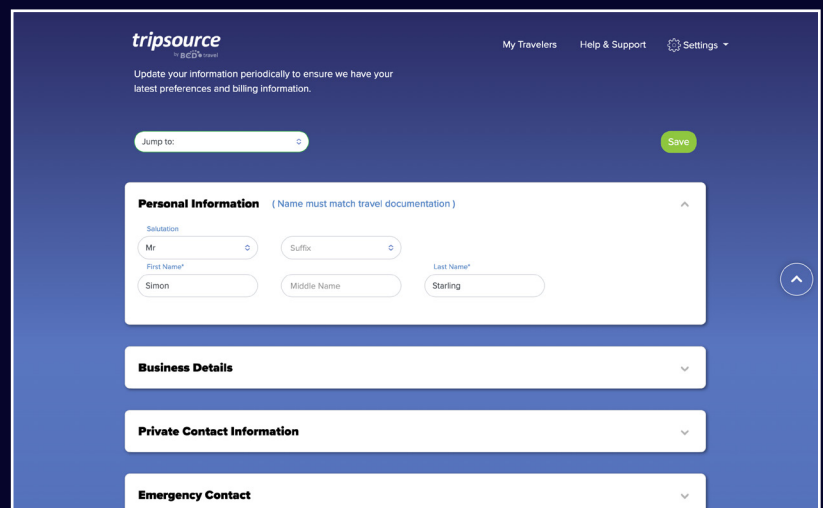 tripsource
by BCD travel
My Travelers Help & Support Settings
Update your information periodically to ensure we have your
latest preferences and billing information.
Jump to:
Save
Personal Information ( Name must match travel documentation )
Salutation
Mr Suffix
First Name* Last Name*
Simon Middle Name Starling
Business Details
Private Contact Information
Emergency Contact